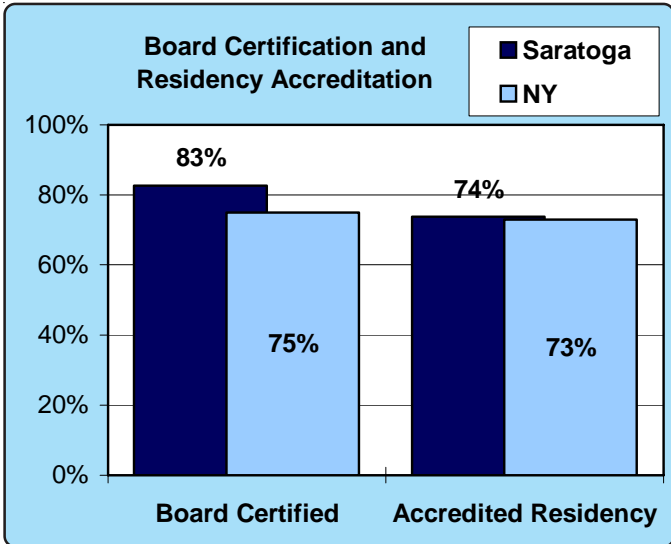 Board Certification and
Residency Accreditation
Saratoga
NY
100%
80%
60%
40%
20%
0%
83%
75%
74%
73%
Board Certified
Accredited Residency